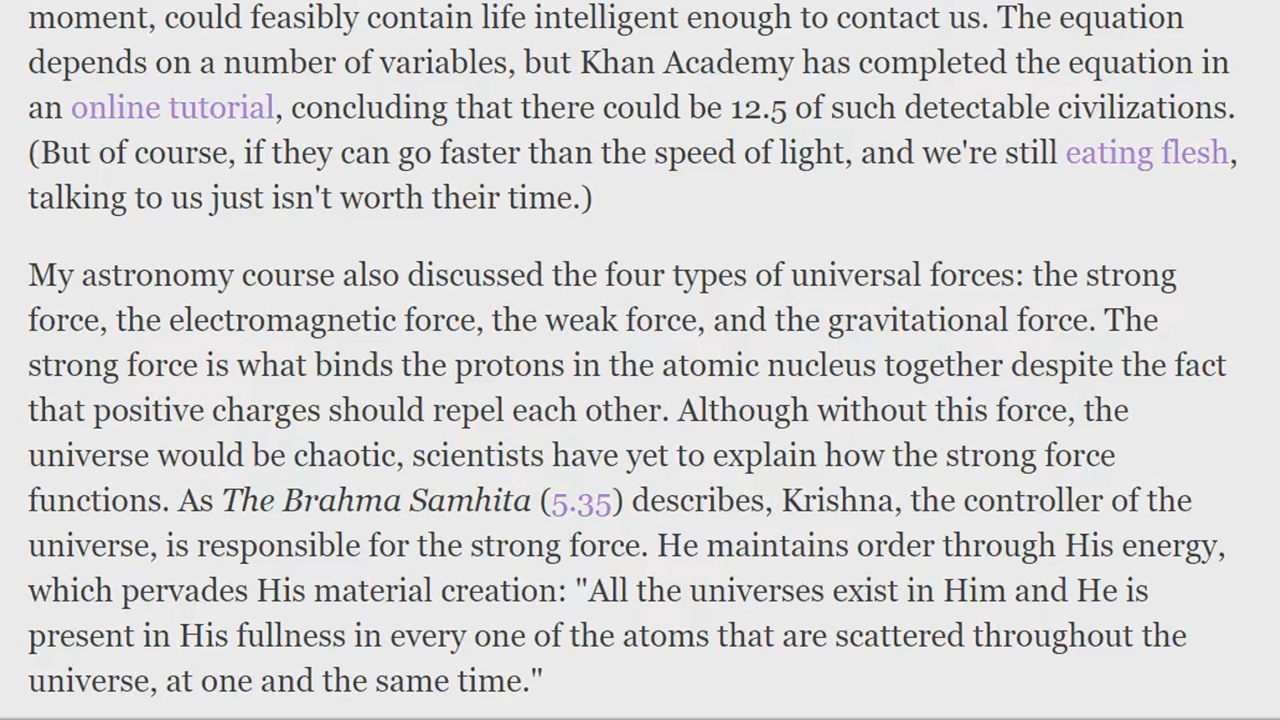 moment, could feasibly contain life intelligent enough to contact us. The equation
depends on a number of variables, but Khan Academy has completed the equation in
an online tutorial, concluding that there could be 12.5 of such detectable civilizations.
(But of course, if they can go faster than the speed of light, and we're still eating flesh,
talking to us just isn't worth their time.)
My astronomy course also discussed the four types of universal forces: the strong
force, the electromagnetic force, the weak force, and the gravitational force. The
strong force is what binds the protons in the atomic nucleus together despite the fact
that positive charges should repel each other. Although without this force, the
universe would be chaotic, scientists have yet to explain how the strong force
functions. As The Brahma Samhita (5.35) describes, Krishna, the controller of the
universe, is responsible for the strong force. He maintains order through His energy,
which pervades His material creation: "All the universes exist in Him and He is
present in His fullness in every one of the atoms that are scattered throughout the
universe, at one and the same time."